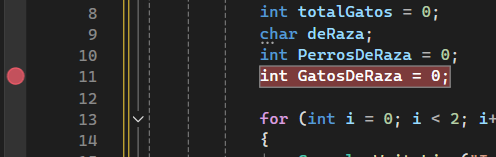 8 int totalGatos = 0;
9 char deRaza;
10 int PerrosDeRaza = 0;
11 int GatosDeRaza = 0;
12
13 for (int i = 0; i < 2; i+
14 {